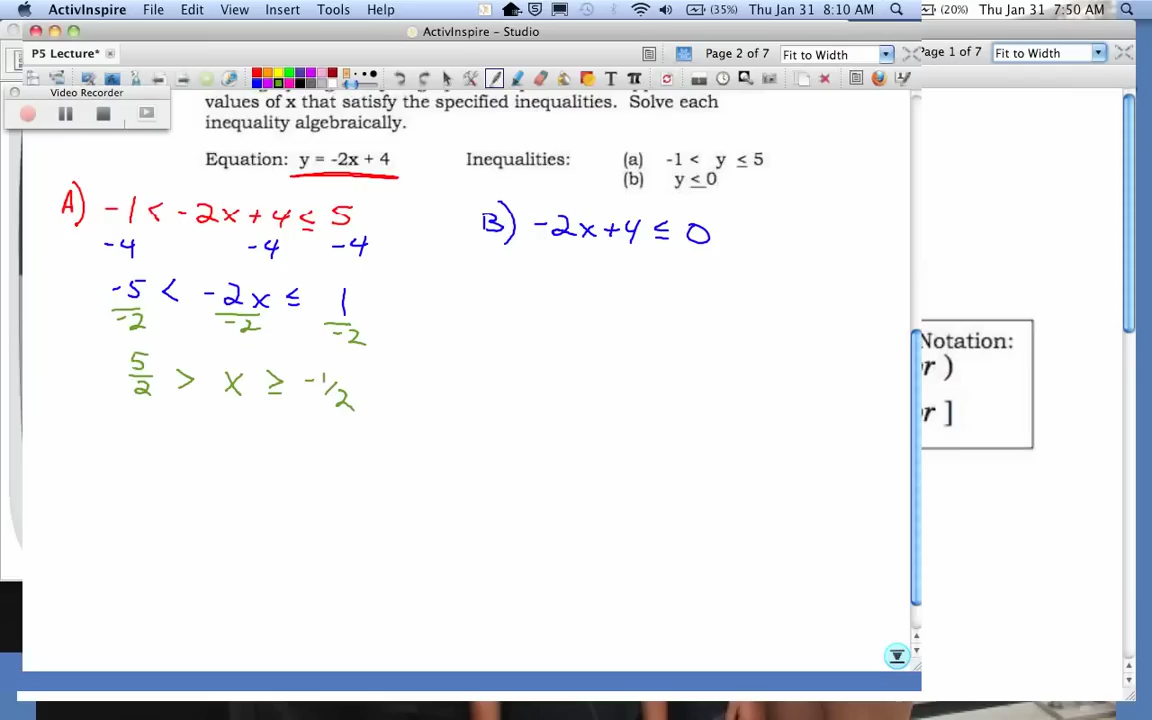 ActivInspire File Edit View Insert Tools Help (35%) Thu Jan 31 8:10 AM (20%) Thu Jan 31 7:50 AM
ActivInspire – Studio
P5 Lecture* Page 2 of 7 Fit to Width age 1 of 7 Fit to Width
Video Recorder
values of x that satisfy the specified inequalities. Solve each
inequality algebraically.
Equation: y = -2x + 4 Inequalities: (a) -1 < y ≤ 5
(b) y ≤ 0
A) -1 < -2x + 4 ≤ 5
-4 -4 -4
B) -2x + 4 ≤ 0
-5 < -2x ≤ 1
-2 -2 -2
5/2 > x ≥ -1/2
Notation:
r )
r ]